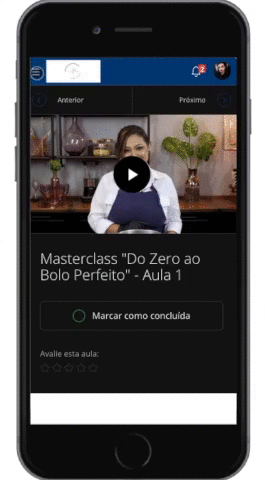 2
Anterior
Próximo
Masterclass "Do Zero ao
Bolo Perfeito" - Aula 1
Marcar como concluída
Avalie esta aula: